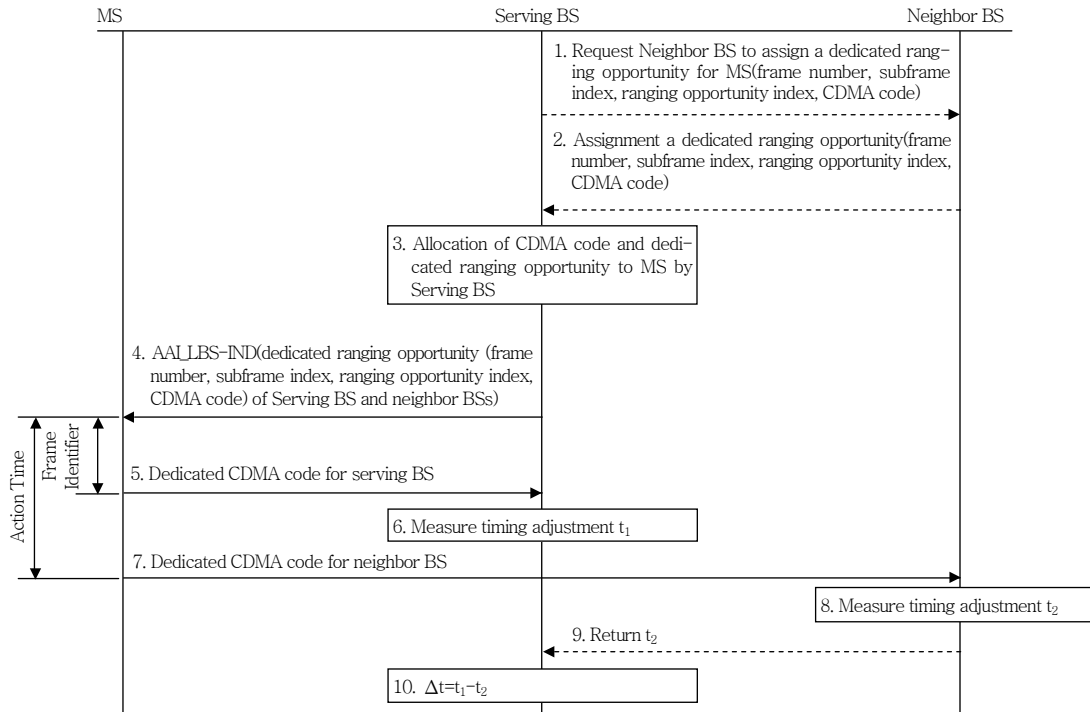 MS
Serving BS
Neighbor BS
1. Request Neighbor BS to assign a dedicated rang-
ing opportunity for MS(frame number, subframe
index, ranging opportunity index, CDMA code)
2. Assignment a dedicated ranging opportunity(frame
number, subframe index, ranging opportunity index,
CDMA code)
3. Allocation of CDMA code and dedi-
cated ranging opportunity to MS by
Serving BS
4. AAI_LBS-IND(dedicated ranging opportunity (frame
number, subframe index, ranging opportunity index,
CDMA code) of Serving BS and neighbor BSs)
Action Time
Frame
Identifier
5. Dedicated CDMA code for serving BS
6. Measure timing adjustment t₁
7. Dedicated CDMA code for neighbor BS
8. Measure timing adjustment t₂
9. Return t₂
10. Δt=t₁-t₂